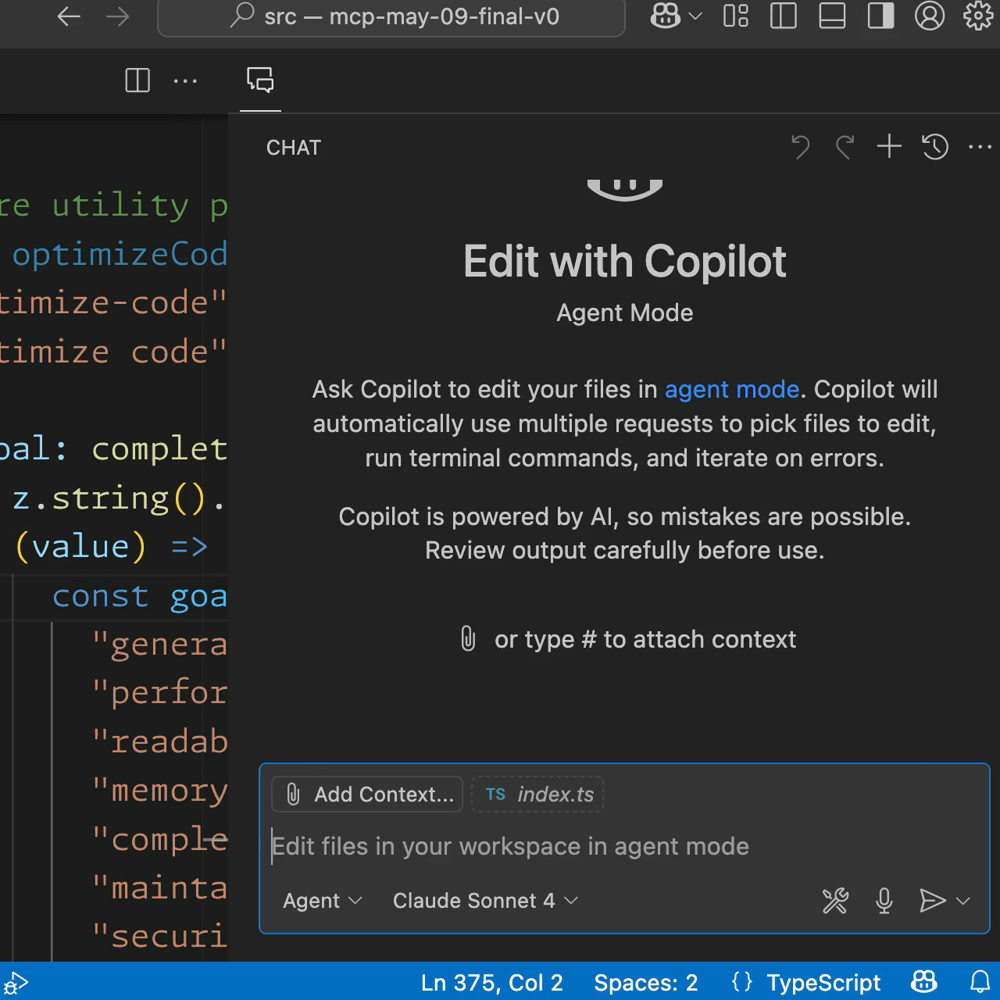 src — mcp-may-09-final-v0
re utility p
optimizeCod
timize-code"
timize code"
oal: complet
z.string().
(value) =>
const goa
"genera
"perfor
"readab
"memory
"comple
"mainta
"securi
CHAT
Edit with Copilot
Agent Mode
Ask Copilot to edit your files in agent mode. Copilot will
automatically use multiple requests to pick files to edit,
run terminal commands, and iterate on errors.
Copilot is powered by AI, so mistakes are possible.
Review output carefully before use.
or type # to attach context
Add Context... TS index.ts
Edit files in your workspace in agent mode
Agent Claude Sonnet 4
Ln 375, Col 2 Spaces: 2 {} TypeScript